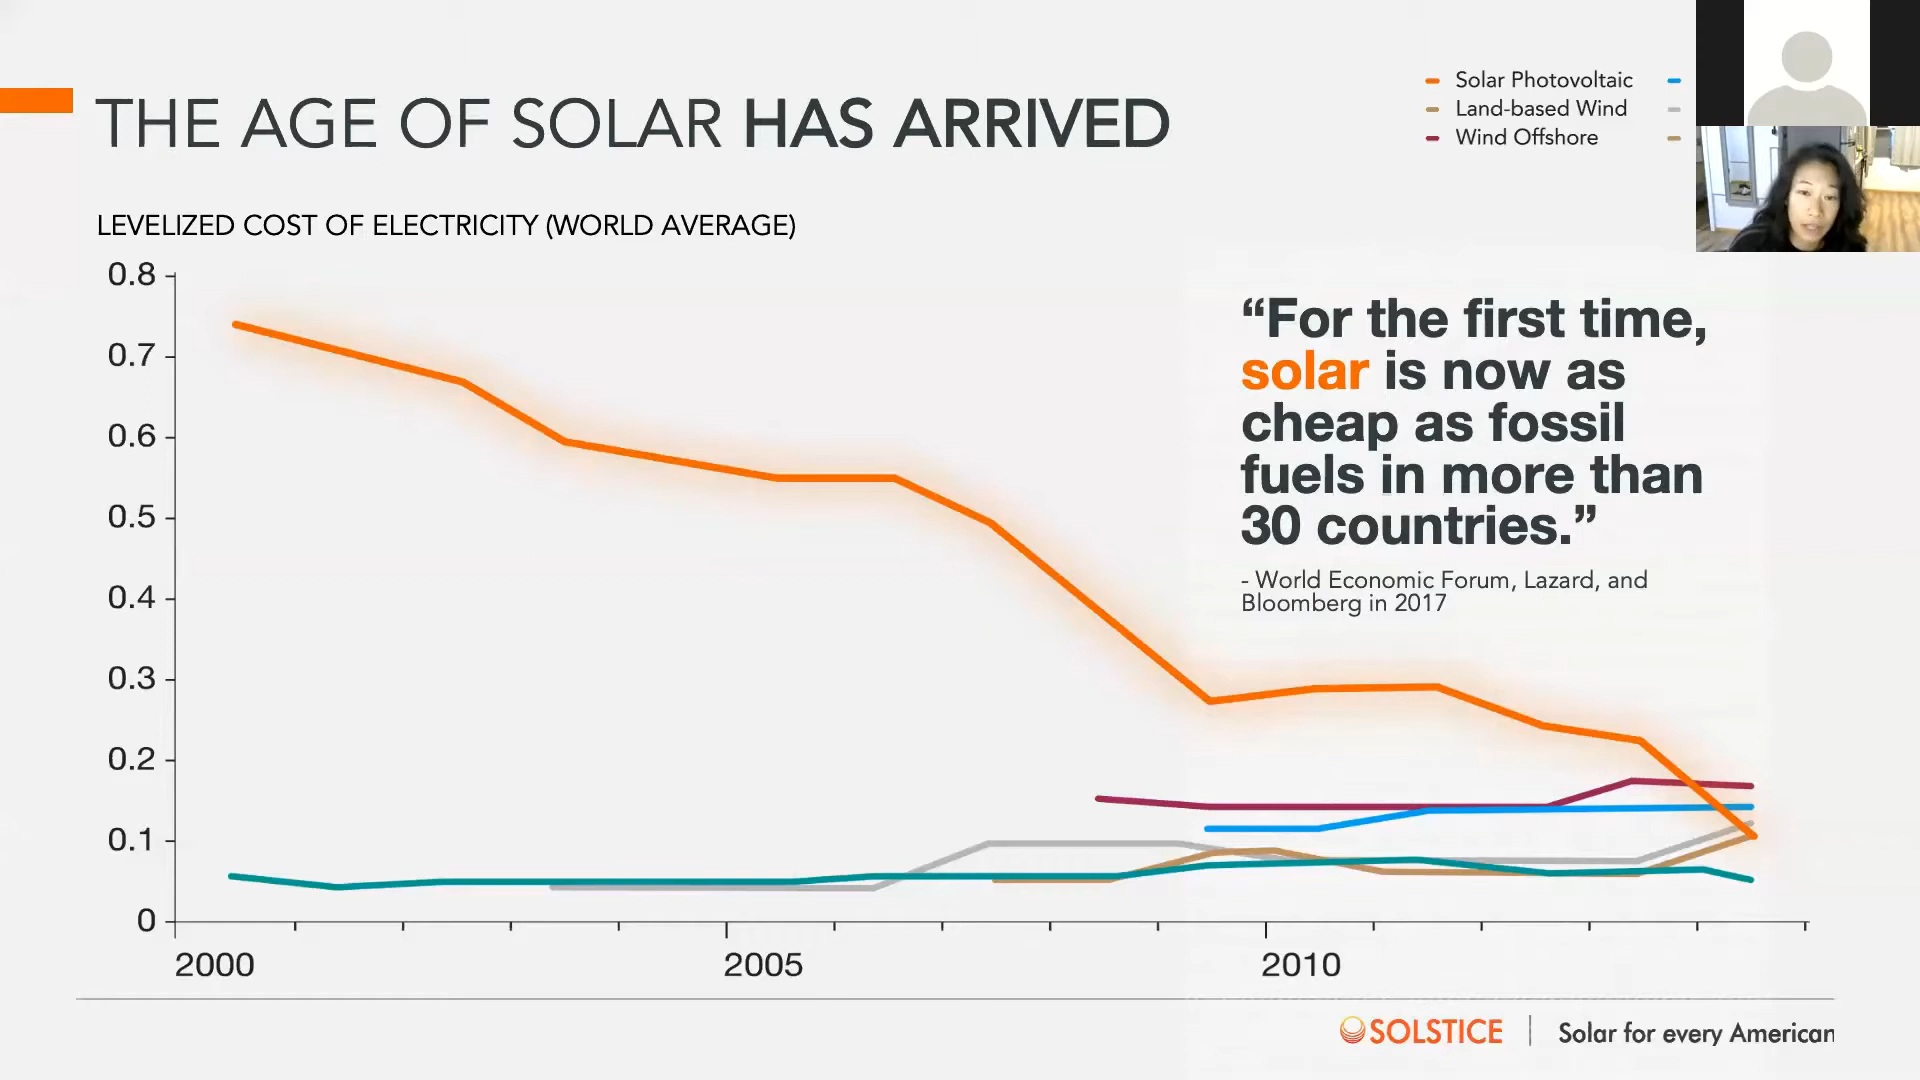 THE AGE OF SOLAR HAS ARRIVED
Solar Photovoltaic
Land-based Wind
Wind Offshore
LEVELIZED COST OF ELECTRICITY (WORLD AVERAGE)
0.8
0.7
0.6
0.5
0.4
0.3
0.2
0.1
0
2000
2005
2010
“For the first time,
solar is now as
cheap as fossil
fuels in more than
30 countries.”
- World Economic Forum, Lazard, and
Bloomberg in 2017
SOLSTICE
Solar for every American